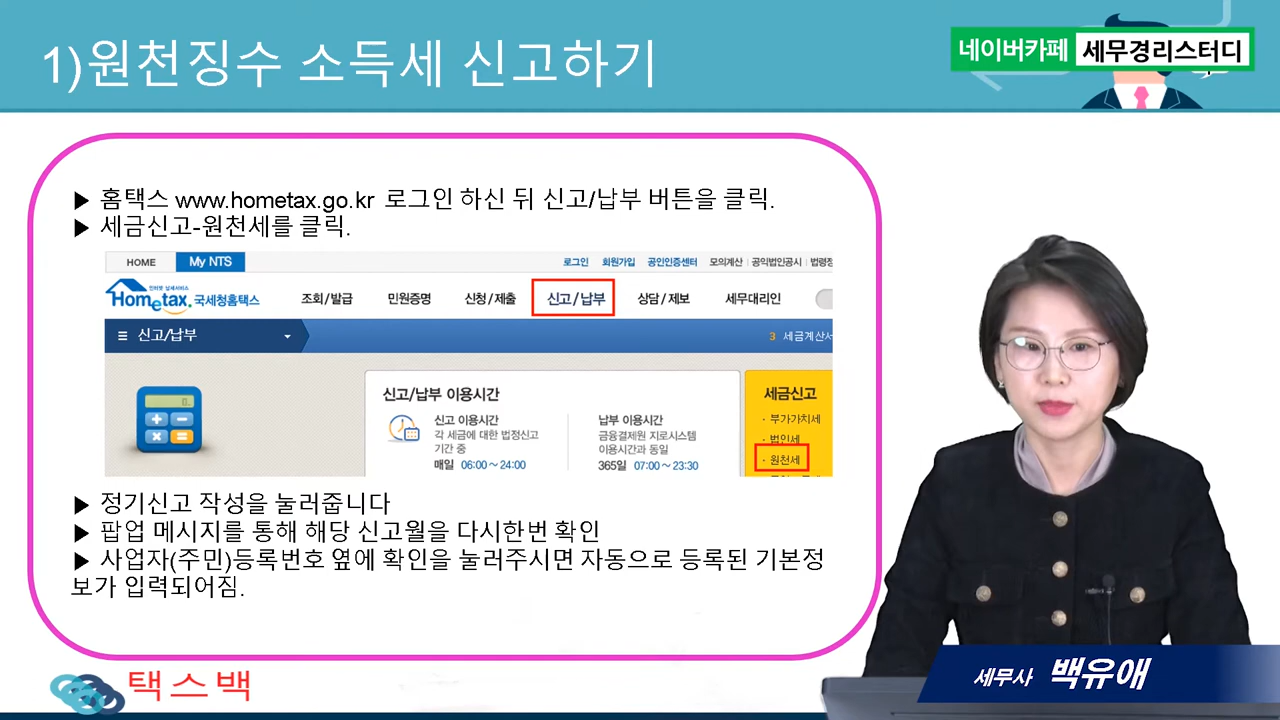 1)원천징수 소득세 신고하기
네이버카페 세무경리스터디
▶ 홈택스 www.hometax.go.kr 로그인 하신 뒤 신고/납부 버튼을 클릭.
▶ 세금신고-원천세를 클릭.
HOME My NTS 로그인 회원가입 공인인증센터 모의계산 공익법인공시
Hometax. 국세청홈택스 조회/발급 민원증명 신청/제출 신고/납부 상담/제보 세무대리인
신고/납부 3 세금계산서
신고/납부 이용시간 세금신고
신고 이용시간 납부 이용시간 · 부가가치세
각 세금에 대한 법정신고 금융결제원 지로시스템 · 법인세
기간 중 이용시간과 동일 · 원천세
매일 06:00~24:00 365일 07:00~23:30
▶ 정기신고 작성을 눌러줍니다
▶ 팝업 메시지를 통해 해당 신고월을 다시한번 확인
▶ 사업자(주민)등록번호 옆에 확인을 눌러주시면 자동으로 등록된 기본정
보가 입력되어짐.
택스백
세무사 백유애